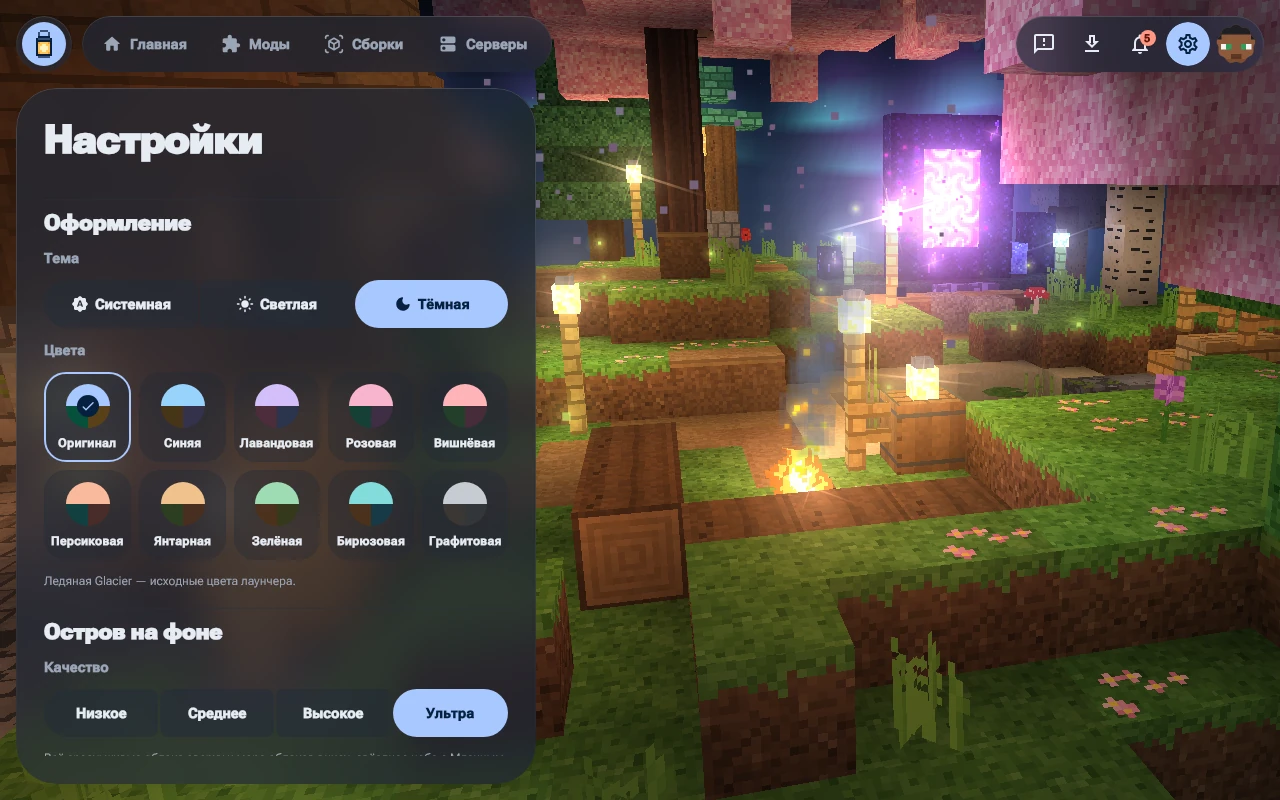 Главная Моды Сборки Серверы
5
Настройки
Оформление
Тема
Системная Светлая Тёмная
Цвета
Оригинал Синяя Лавандовая Розовая Вишнёвая
Персиковая Янтарная Зелёная Бирюзовая Графитовая
Ледяная Glacier — исходные цвета лаунчера.
Остров на фоне
Качество
Низкое Среднее Высокое Ультра